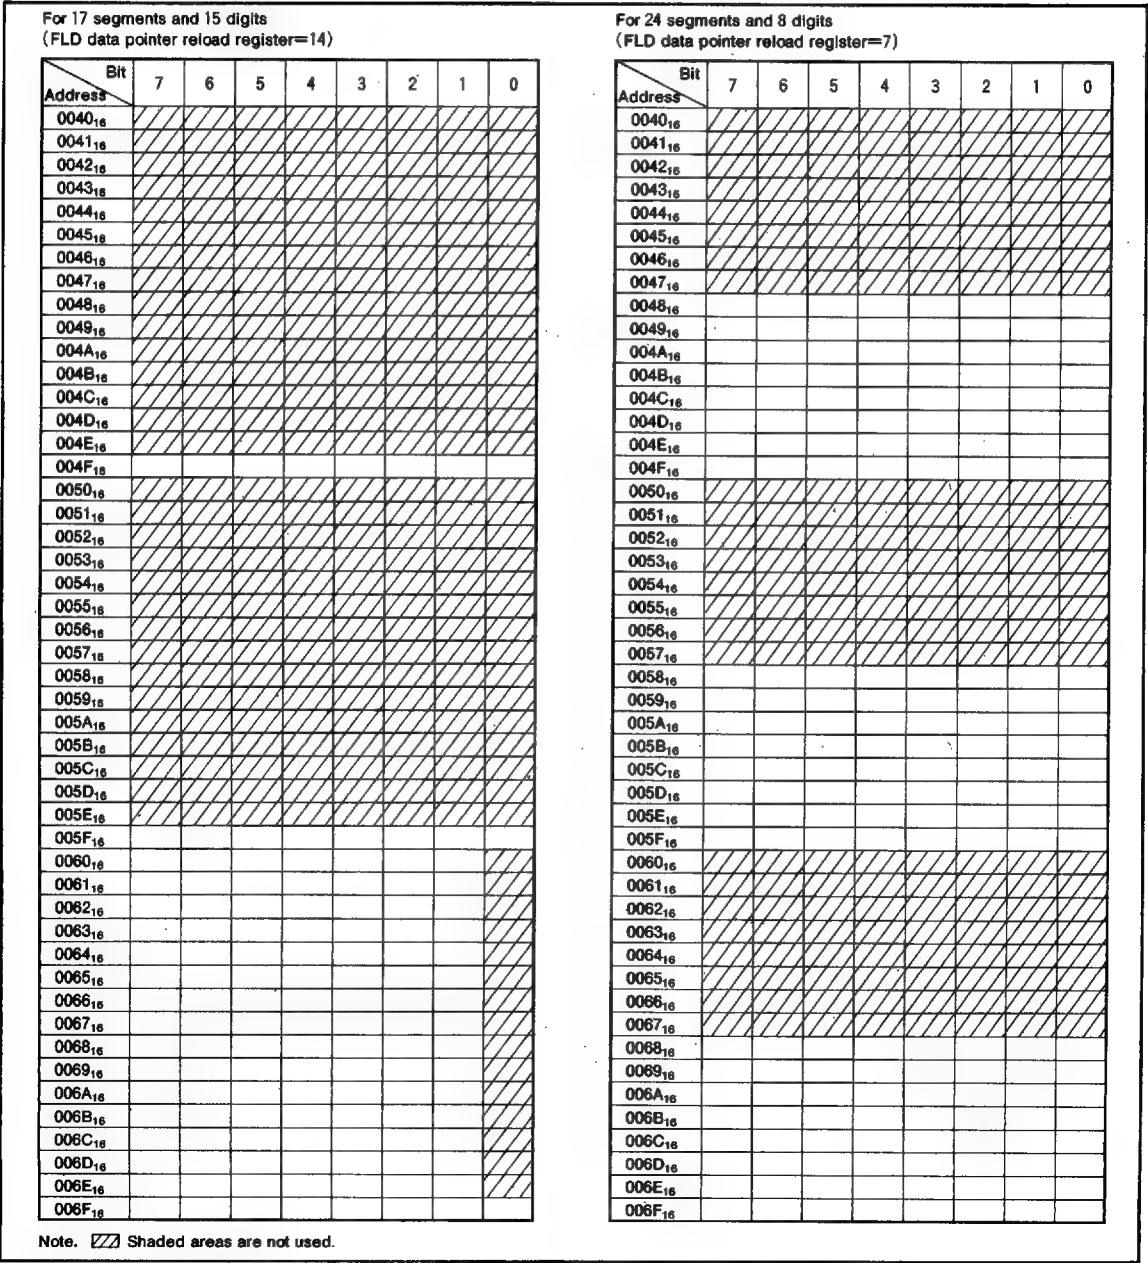 For 17 segments and 15 digits
(FLD data pointer reload register=14)
Bit
Address 7 6 5 4 3 2 1 0
0040₁₆
0041₁₆
0042₁₆
0043₁₆
0044₁₆
0045₁₆
0046₁₆
0047₁₆
0048₁₆
0049₁₆
004A₁₆
004B₁₆
004C₁₆
004D₁₆
004E₁₆
004F₁₆
0050₁₆
0051₁₆
0052₁₆
0053₁₆
0054₁₆
0055₁₆
0056₁₆
0057₁₆
0058₁₆
0059₁₆
005A₁₆
005B₁₆
005C₁₆
005D₁₆
005E₁₆
005F₁₆
0060₁₆
0061₁₆
0062₁₆
0063₁₆
0064₁₆
0065₁₆
0066₁₆
0067₁₆
0068₁₆
0069₁₆
006A₁₆
006B₁₆
006C₁₆
006D₁₆
006E₁₆
006F₁₆
For 24 segments and 8 digits
(FLD data pointer reload register=7)
Bit
Address 7 6 5 4 3 2 1 0
0040₁₆
0041₁₆
0042₁₆
0043₁₆
0044₁₆
0045₁₆
0046₁₆
0047₁₆
0048₁₆
0049₁₆
004A₁₆
004B₁₆
004C₁₆
004D₁₆
004E₁₆
004F₁₆
0050₁₆
0051₁₆
0052₁₆
0053₁₆
0054₁₆
0055₁₆
0056₁₆
0057₁₆
0058₁₆
0059₁₆
005A₁₆
005B₁₆
005C₁₆
005D₁₆
005E₁₆
005F₁₆
0060₁₆
0061₁₆
0062₁₆
0063₁₆
0064₁₆
0065₁₆
0066₁₆
0067₁₆
0068₁₆
0069₁₆
006A₁₆
006B₁₆
006C₁₆
006D₁₆
006E₁₆
006F₁₆
Note. Shaded areas are not used.